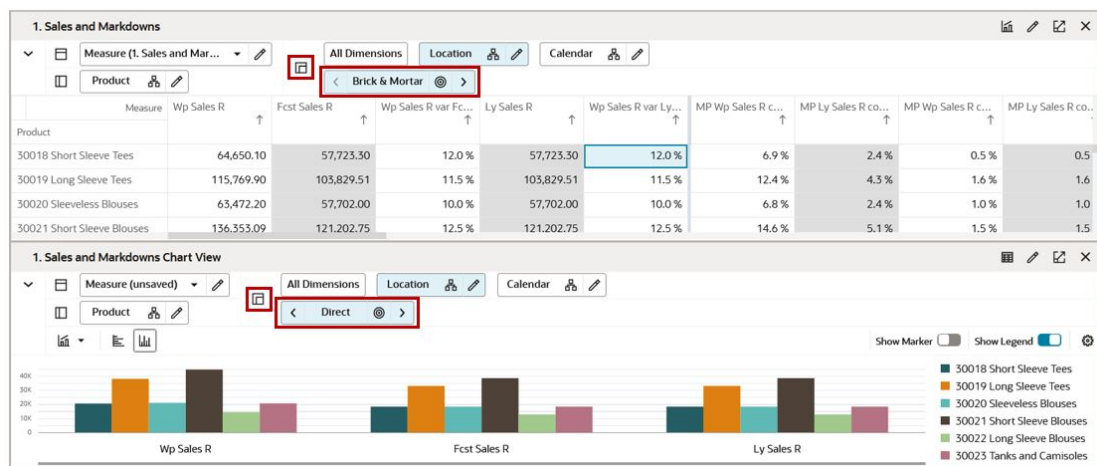 1. Sales and Markdowns
Measure (1. Sales and Mar...
All Dimensions Location Calendar
Product
Brick & Mortar
Measure Wp Sales R Fcst Sales R Wp Sales R var Fc... Ly Sales R Wp Sales R var Ly... MP Wp Sales R c... MP Ly Sales R co... MP Wp Sales R c... MP Ly Sales R co...
Product
30018 Short Sleeve Tees 64,650.10 57,723.30 12.0 % 57,723.30 12.0 % 6.9 % 2.4 % 0.5 % 0.5
30019 Long Sleeve Tees 115,769.90 103,829.51 11.5 % 103,829.51 11.5 % 12.4 % 4.3 % 1.6 % 1.6
30020 Sleeveless Blouses 63,472.20 57,702.00 10.0 % 57,702.00 10.0 % 6.8 % 2.4 % 1.0 % 1.0
30021 Short Sleeve Blouses 136,353.09 121,202.75 12.5 % 121,202.75 12.5 % 14.6 % 5.1 % 1.5 % 1.5
1. Sales and Markdowns Chart View
Measure (unsaved)
All Dimensions Location Calendar
Product
Direct
Show Marker Show Legend
40K
30K
20K
10K
0
Wp Sales R Fcst Sales R Ly Sales R
30018 Short Sleeve Tees
30019 Long Sleeve Tees
30020 Sleeveless Blouses
30021 Short Sleeve Blouses
30022 Long Sleeve Blouses
30023 Tanks and Camisoles